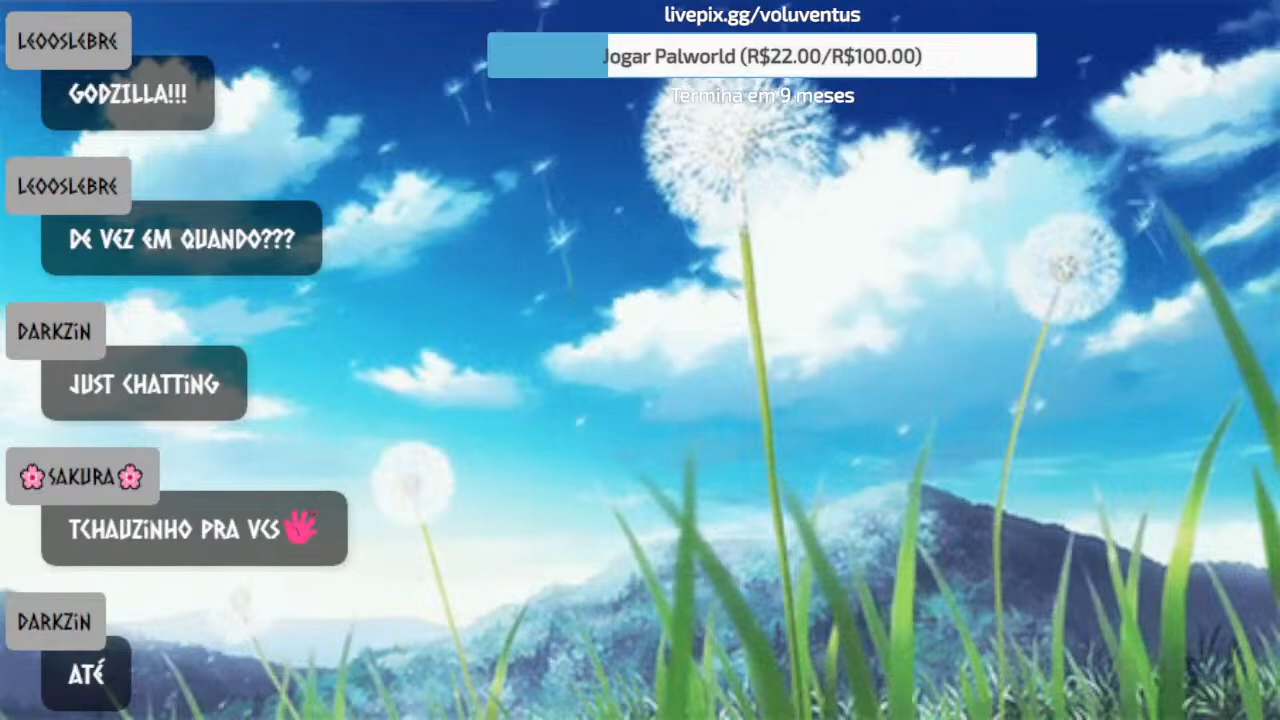 livepix.gg/voluventus
Jogar Palworld (R$22.00/R$100.00)
Termina em 9 meses
LEOOSLEBRE
GODZILLA!!!
LEOOSLEBRE
DE VEZ EM QUANDO???
DARKZIN
JUST CHATTING
🌸SAKURA🌸
TCHAUZINHO PRA VCS
DARKZIN
ATÉ